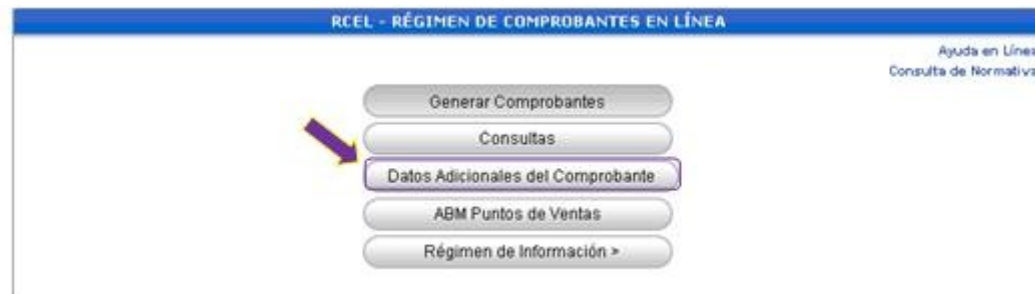 RCEL - RÉGIMEN DE COMPROBANTES EN LÍNEA
Ayuda en Línea
Consulta de Normativa
Generar Comprobantes
Consultas
Datos Adicionales del Comprobante
ABM Puntos de Ventas
Régimen de Información >